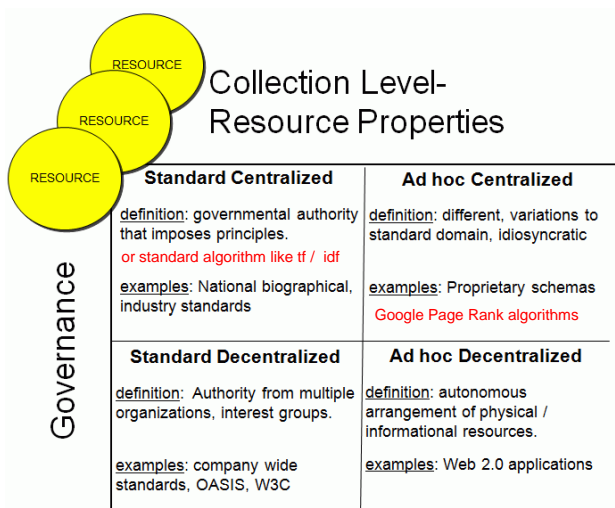 RESOURCE
RESOURCE
RESOURCE
Collection Level-
Resource Properties
Governance
Standard Centralized
definition: governmental authority
that imposes principles.
or standard algorithm like tf / idf
examples: National biographical,
industry standards
Ad hoc Centralized
definition: different, variations to
standard domain, idiosyncratic
examples: Proprietary schemas
Google Page Rank algorithms
Standard Decentralized
definition: Authority from multiple
organizations, interest groups.
examples: company wide
standards, OASIS, W3C
Ad hoc Decentralized
definition: autonomous
arrangement of physical /
informational resources.
examples: Web 2.0 applications